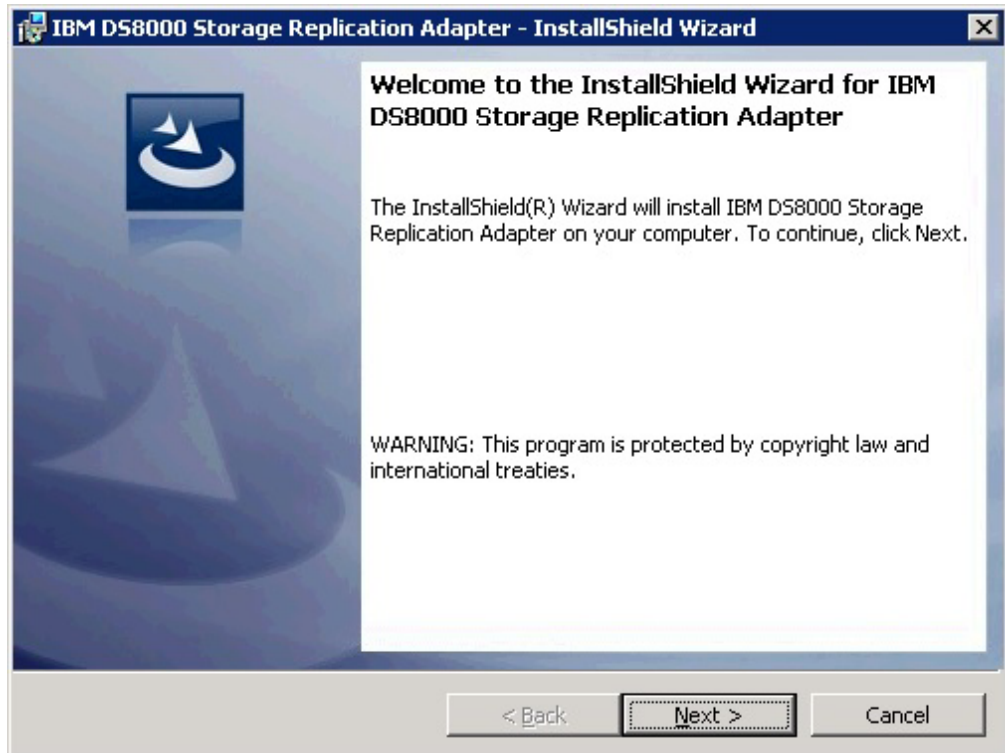 IBM DS8000 Storage Replication Adapter - InstallShield Wizard
Welcome to the InstallShield Wizard for IBM
DS8000 Storage Replication Adapter
The InstallShield(R) Wizard will install IBM DS8000 Storage
Replication Adapter on your computer. To continue, click Next.
WARNING: This program is protected by copyright law and
international treaties.
< Back Next > Cancel